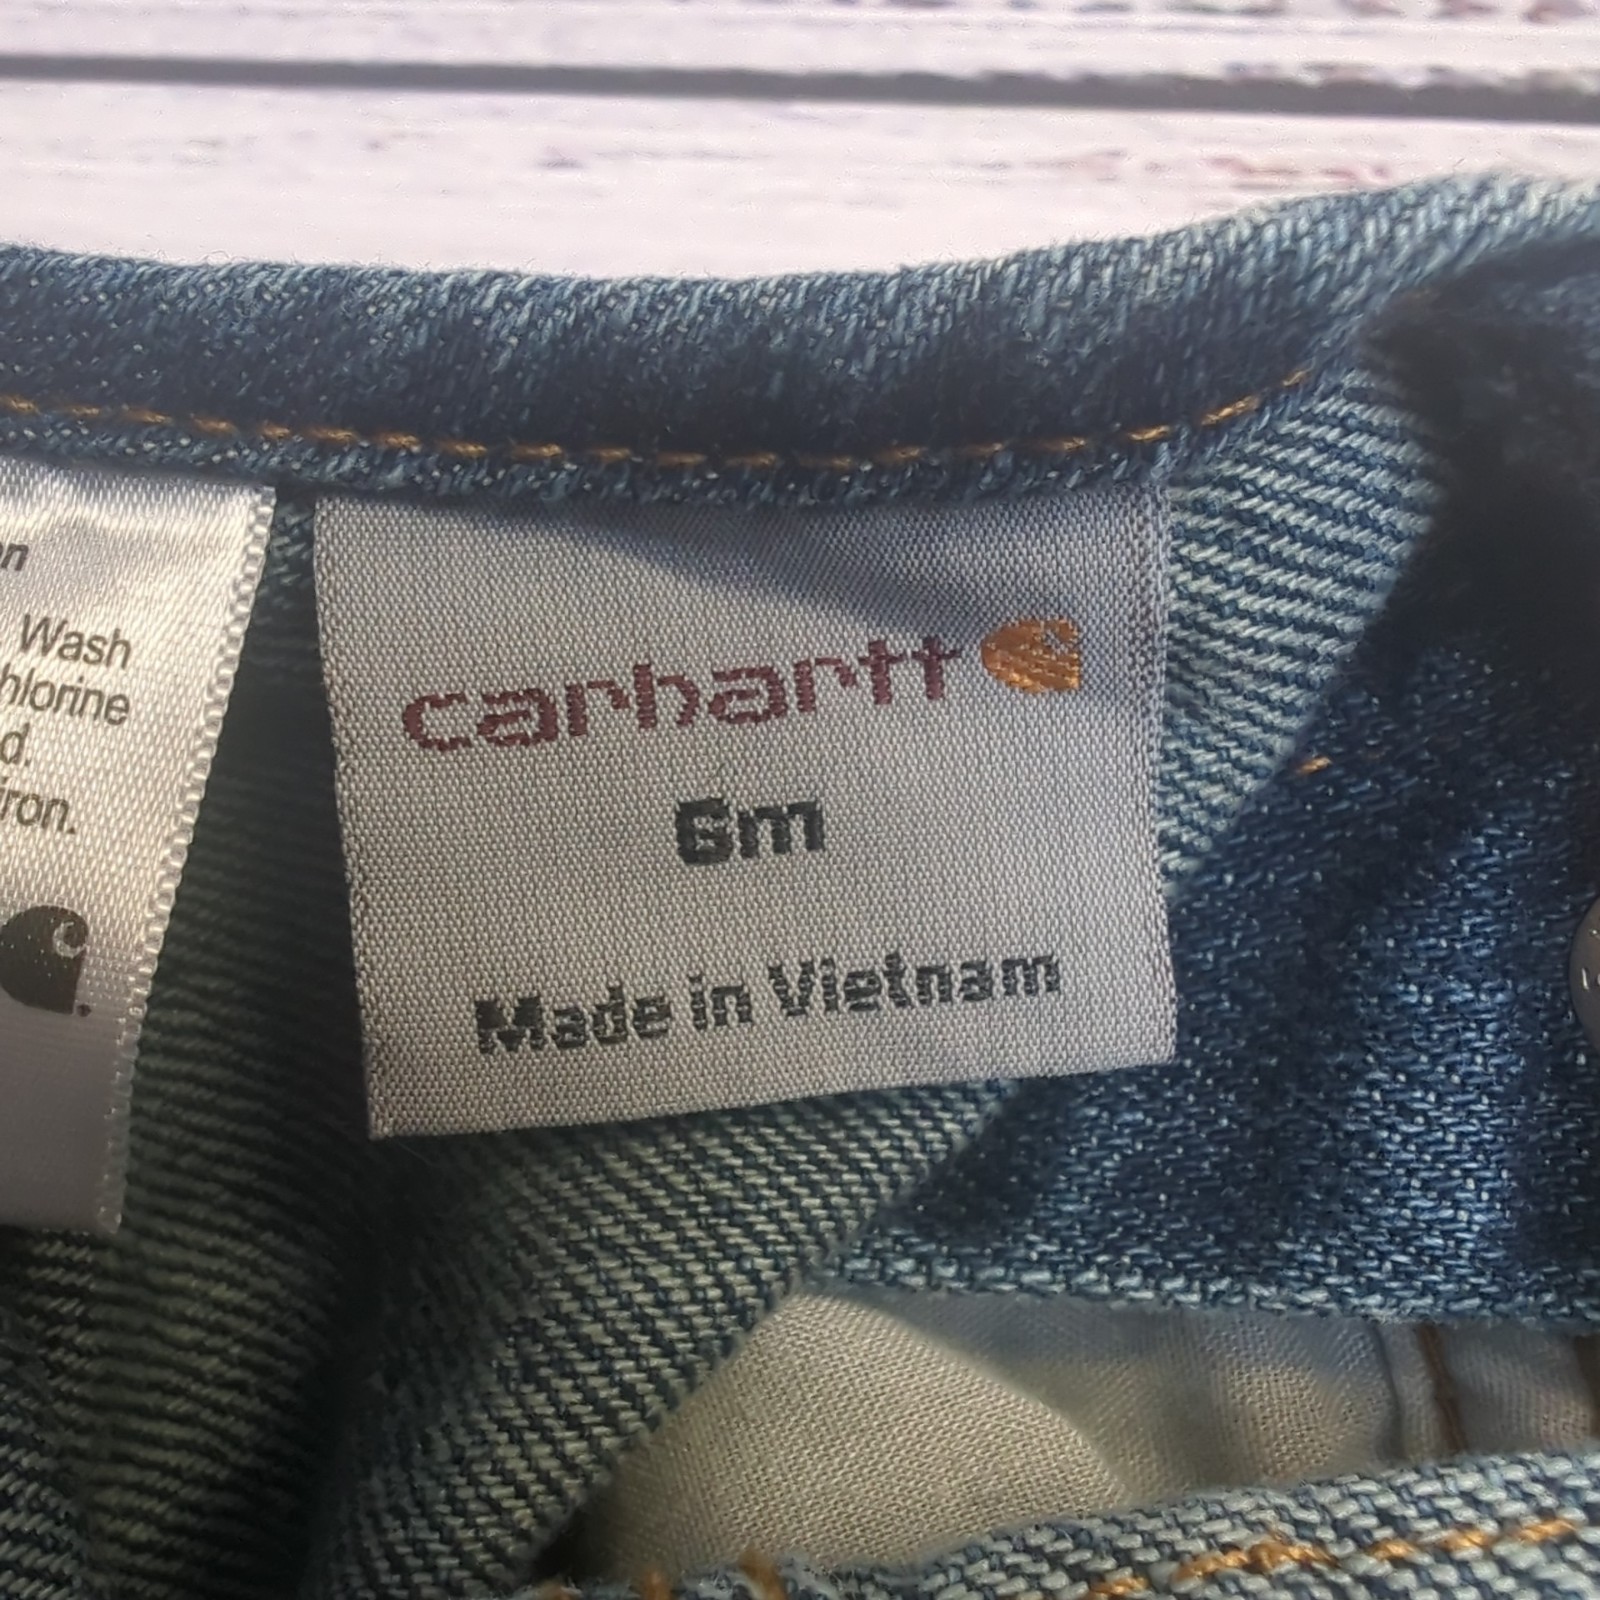 Wash
hlorine
d.
iron.
carhartt
6m
Made in Vietnam